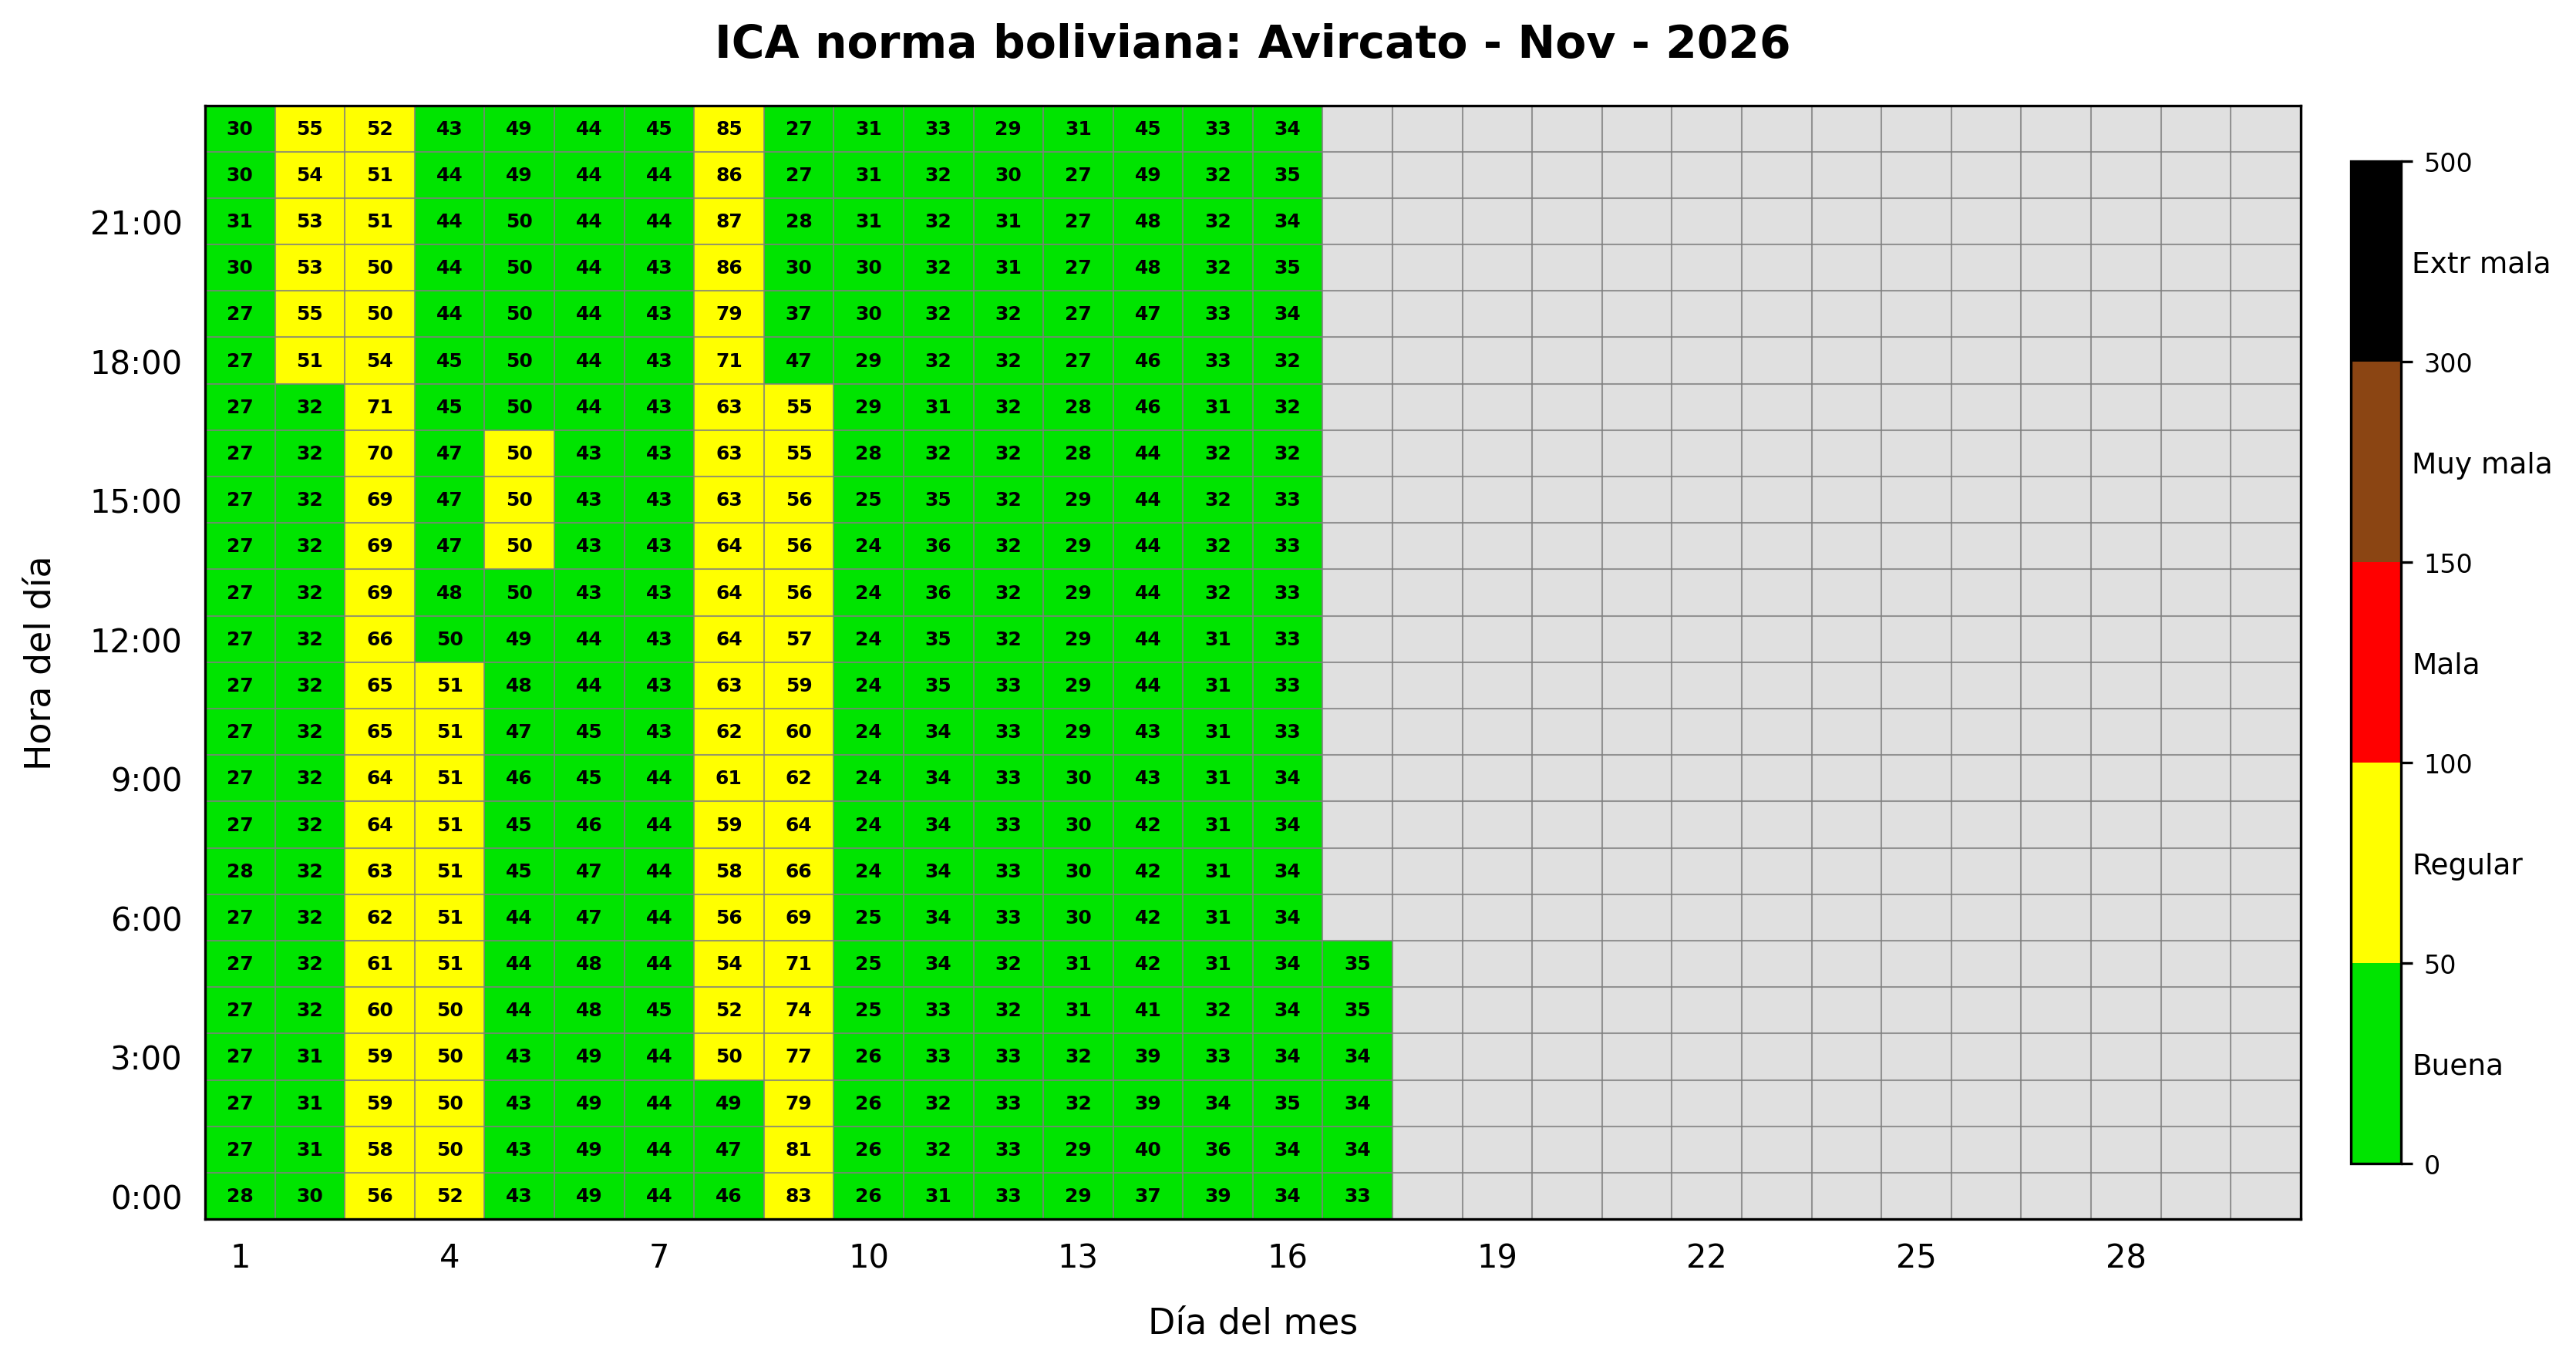 ICA norma boliviana: Avircato - Nov - 2026
30 55 52 43 49 44 45 85 27 31 33 29 31 45 33 34
30 54 51 44 49 44 44 86 27 31 32 30 27 49 32 35
21:00 31 53 51 44 50 44 44 87 28 31 32 31 27 48 32 34
30 53 50 44 50 44 43 86 30 30 32 31 27 48 32 35
27 55 50 44 50 44 43 79 37 30 32 32 27 47 33 34
18:00 27 51 54 45 50 44 43 71 47 29 32 32 27 46 33 32
27 32 71 45 50 44 43 63 55 29 31 32 28 46 31 32
27 32 70 47 50 43 43 63 55 28 32 32 28 44 32 32
15:00 27 32 69 47 50 43 43 63 56 25 35 32 29 44 32 33
27 32 69 47 50 43 43 64 56 24 36 32 29 44 32 33
27 32 69 48 50 43 43 64 56 24 36 32 29 44 32 33
12:00 27 32 66 50 49 44 43 64 57 24 35 32 29 44 31 33
27 32 65 51 48 44 43 63 59 24 35 33 29 44 31 33
27 32 65 51 47 45 43 62 60 24 34 33 29 43 31 33
9:00 27 32 64 51 46 45 44 61 62 24 34 33 30 43 31 34
27 32 64 51 45 46 44 59 64 24 34 33 30 42 31 34
28 32 63 51 45 47 44 58 66 24 34 33 30 42 31 34
6:00 27 32 62 51 44 47 44 56 69 25 34 33 30 42 31 34
27 32 61 51 44 48 44 54 71 25 34 32 31 42 31 34 35
27 32 60 50 44 48 45 52 74 25 33 32 31 41 32 34 35
3:00 27 31 59 50 43 49 44 50 77 26 33 33 32 39 33 34 34
27 31 59 50 43 49 44 49 79 26 32 33 32 39 34 35 34
27 31 58 50 43 49 44 47 81 26 32 33 29 40 36 34 34
0:00 28 30 56 52 43 49 44 46 83 26 31 33 29 37 39 34 33
1 4 7 10 13 16 19 22 25 28
Día del mes
Hora del día
500
Extr mala
300
Muy mala
150
Mala
100
Regular
50
Buena
0